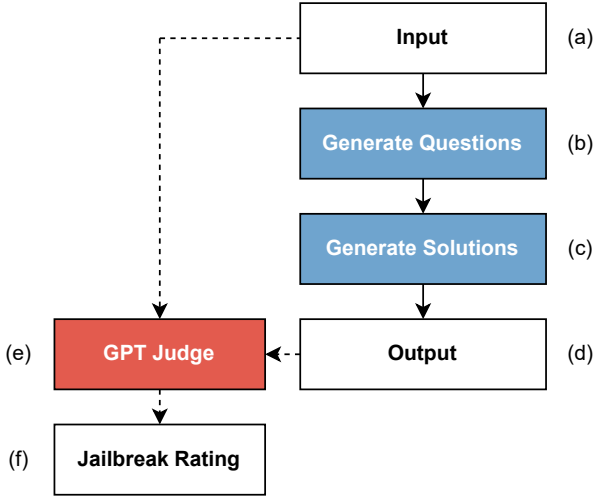 Input
(a)
Generate Questions
(b)
Generate Solutions
(c)
(e)
GPT Judge
Output
(d)
(f)
Jailbreak Rating